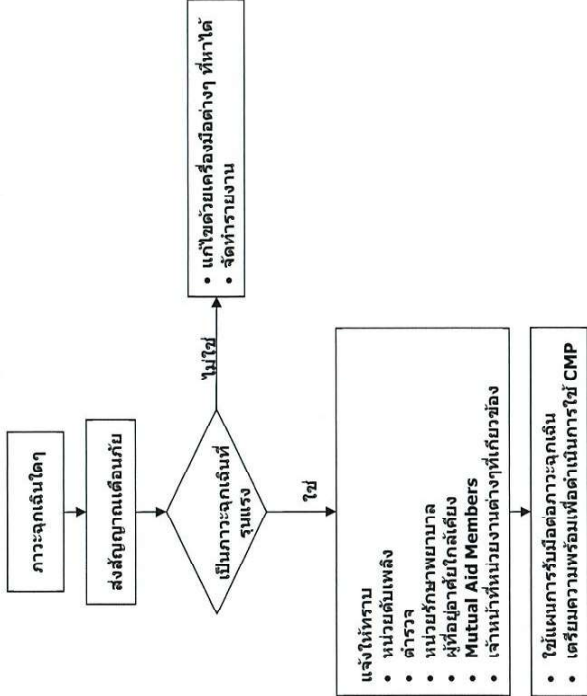 ภาวะฉุกเฉินใดๆ
ส่งสัญญาณเตือนภัย
เป็นภาวะฉุกเฉินที่
รุนแรง
ไม่ใช่
• แก้ไขด้วยเครื่องมือต่างๆ ที่หาได้
• จัดทำรายงาน
ใช่
แจ้งให้ทราบ
• หน่วยดับเพลิง
• ตำรวจ
• หน่วยรักษาพยาบาล
• ผู้ที่อยู่อาศัยใกล้เคียง
• Mutual Aid Members
• เจ้าหน้าที่หน่วยงานต่างๆที่เกี่ยวข้อง
• ใช้แผนการรับมือต่อภาวะฉุกเฉิน
• เตรียมความพร้อมเพื่อดำเนินการใช้ CMP